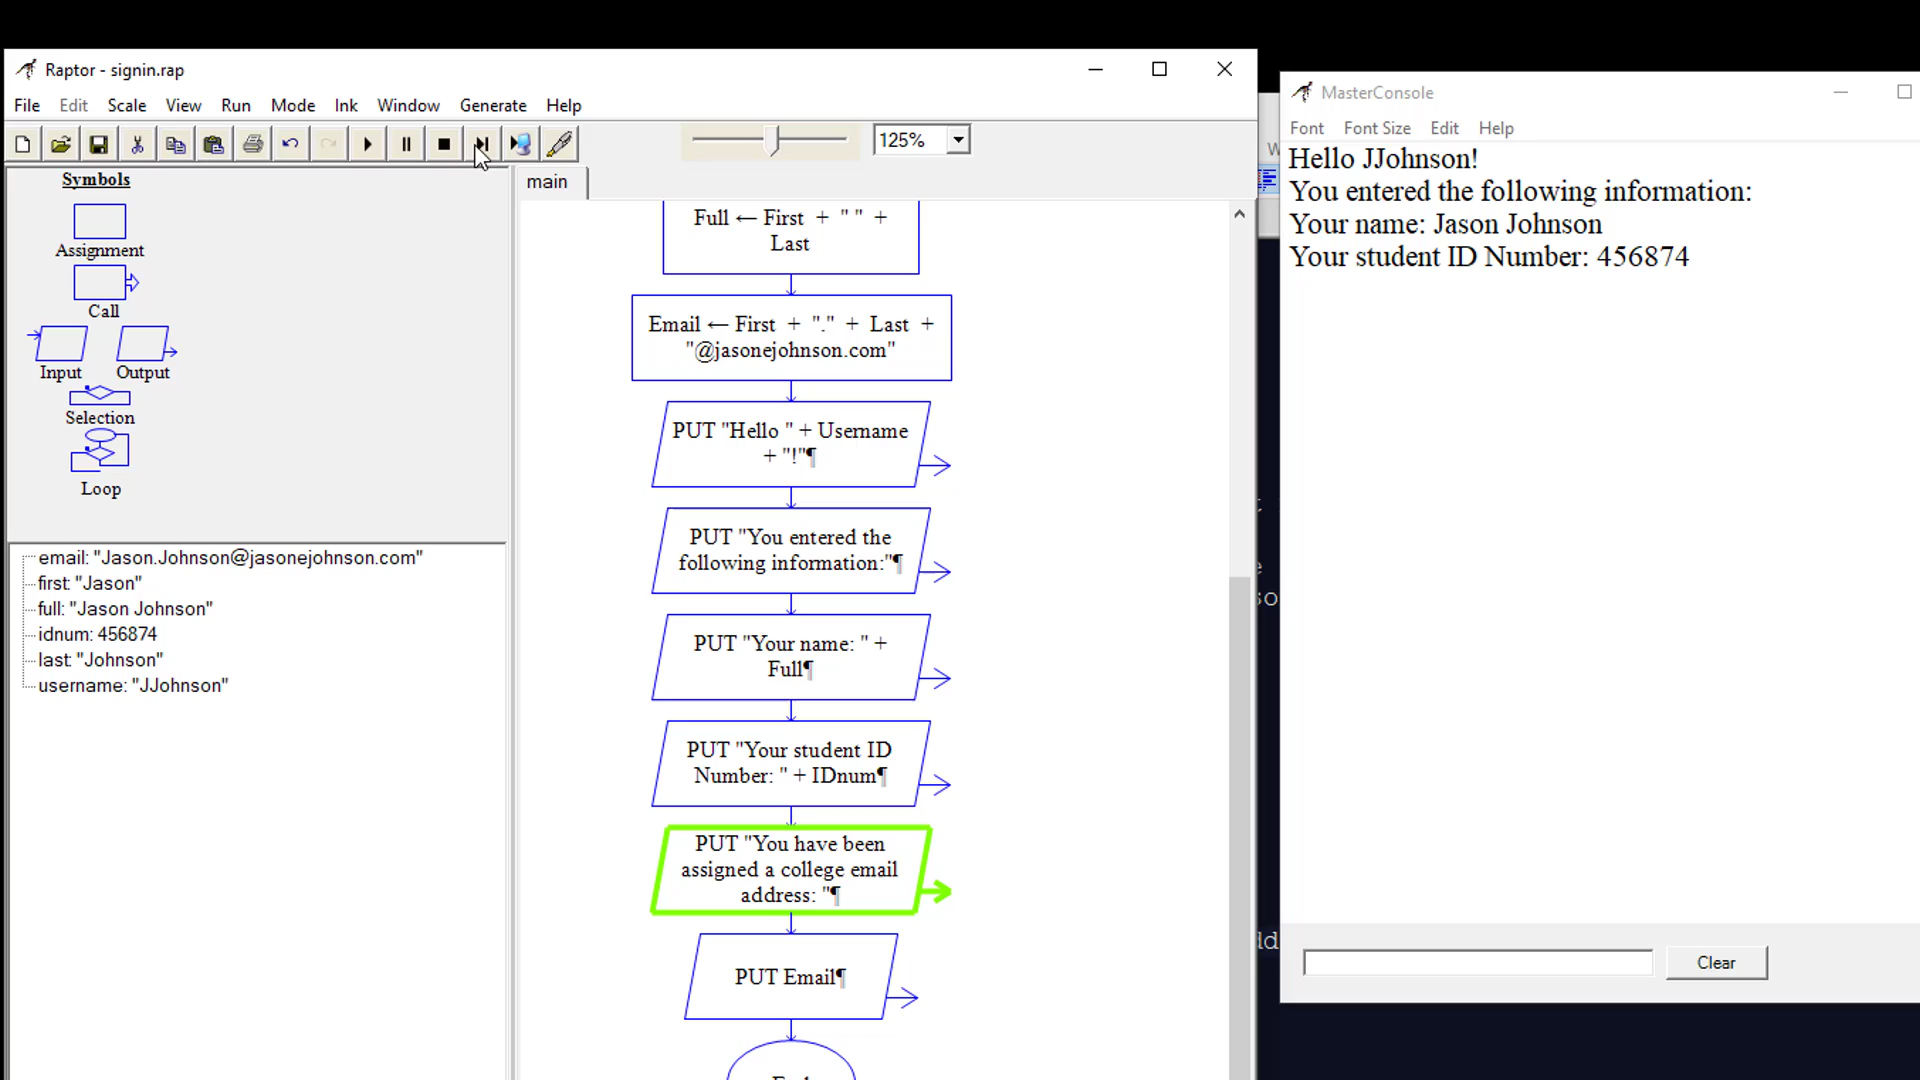 Raptor - signin.rap
File Edit Scale View Run Mode Ink Window Generate Help
125%
Symbols
Assignment
Call
Input Output
Selection
Loop
email: "Jason.Johnson@jasonejohnson.com"
first: "Jason"
full: "Jason Johnson"
idnum: 456874
last: "Johnson"
username: "JJohnson"
main
Full ← First + " " +
Last
Email ← First + "." + Last +
"@jasonejohnson.com"
PUT "Hello " + Username
+ "!"¶
PUT "You entered the
following information:"¶
PUT "Your name: " +
Full¶
PUT "Your student ID
Number: " + IDnum¶
PUT "You have been
assigned a college email
address: "¶
PUT Email¶
MasterConsole
Font Font Size Edit Help
Hello JJohnson!
You entered the following information:
Your name: Jason Johnson
Your student ID Number: 456874
Clear